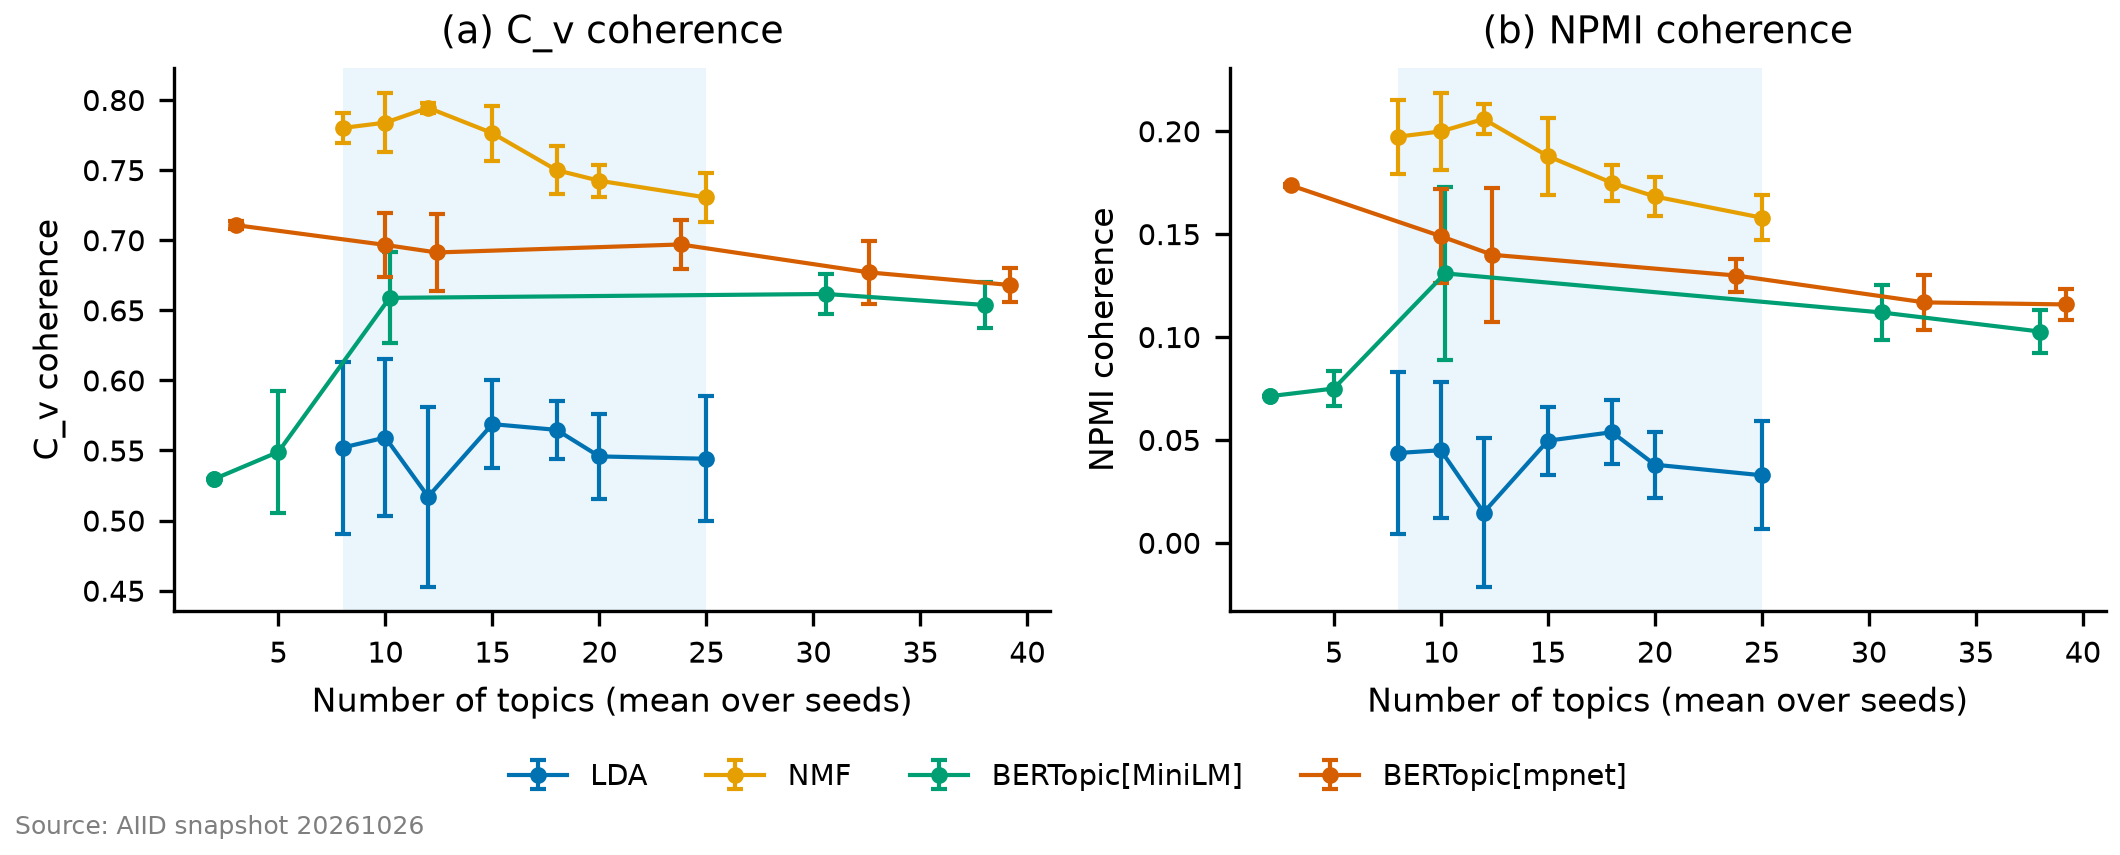 (a) C_v coherence
C_v coherence
0.80
0.75
0.70
0.65
0.60
0.55
0.50
0.45
5 10 15 20 25 30 35 40
Number of topics (mean over seeds)
(b) NPMI coherence
NPMI coherence
0.20
0.15
0.10
0.05
0.00
5 10 15 20 25 30 35 40
Number of topics (mean over seeds)
LDA NMF BERTopic[MiniLM] BERTopic[mpnet]
Source: AIID snapshot 20261026